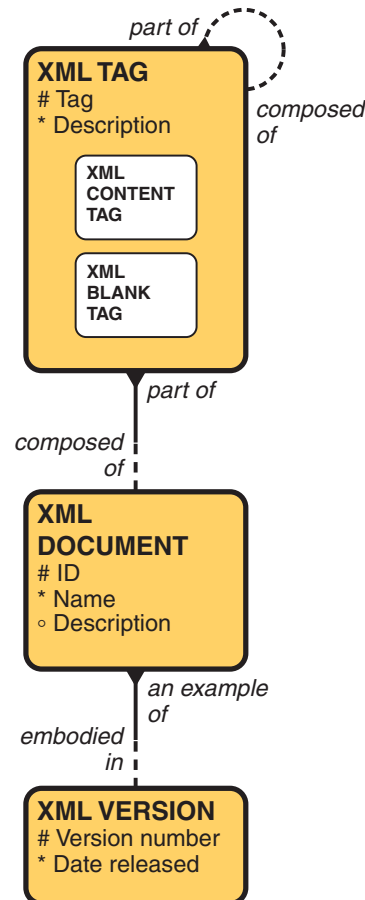 part of
composed
of
XML TAG
# Tag
* Description
XML
CONTENT
TAG
XML
BLANK
TAG
part of
composed
of
XML
DOCUMENT
# ID
* Name
° Description
an example
of
embodied
in
XML VERSION
# Version number
* Date released